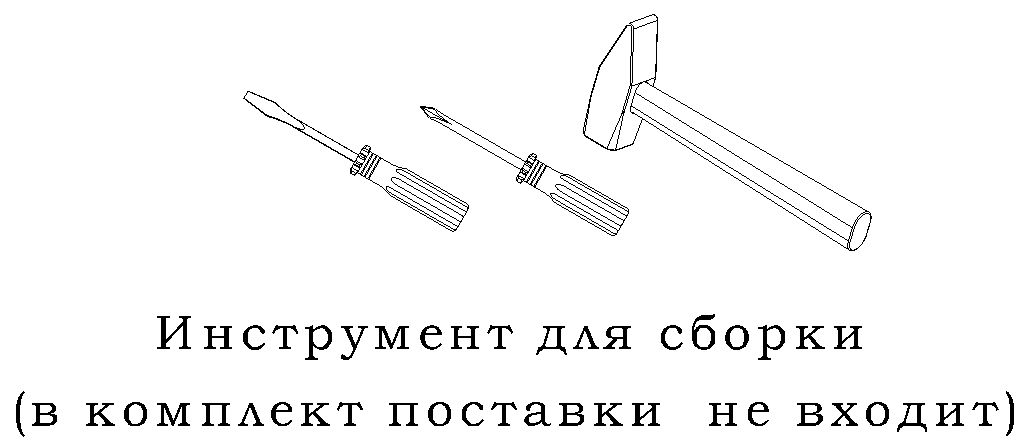 Инструмент для сборки
(в комплект поставки не входит)